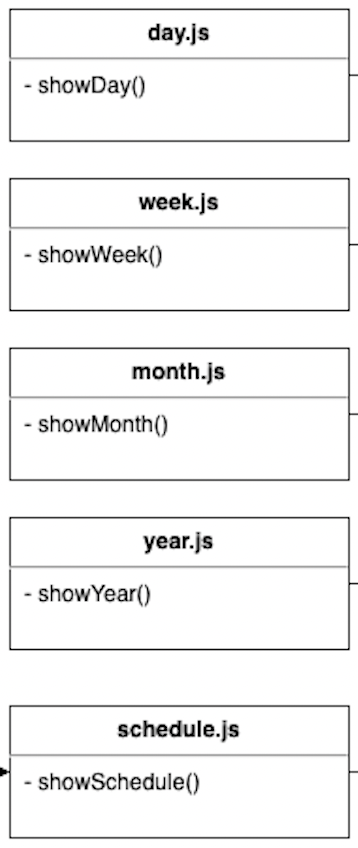 day.js
- showDay()
week.js
- showWeek()
month.js
- showMonth()
year.js
- showYear()
schedule.js
- showSchedule()